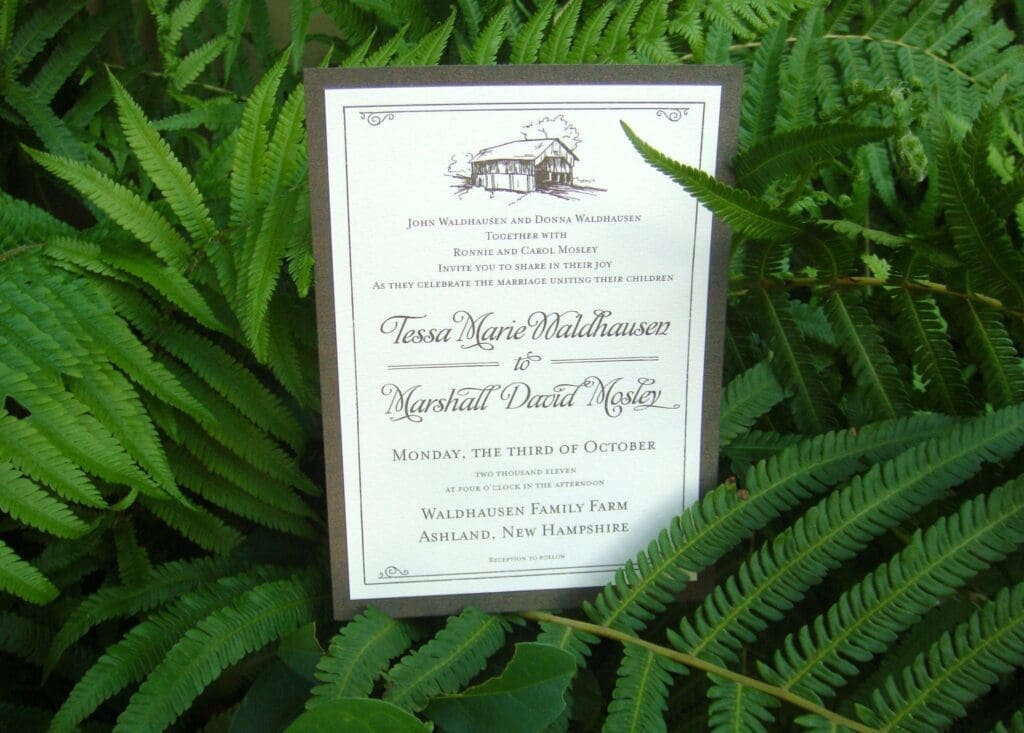 John Waldhausen and Donna Waldhausen
Together with
Ronnie and Carol Mosley
Invite you to share in their joy
As they celebrate the marriage uniting their children
Tessa Marie Waldhausen
to
Marshall David Mosley
Monday, the third of October
two thousand eleven
at four o'clock in the afternoon
Waldhausen Family Farm
Ashland, New Hampshire
Reception to follow